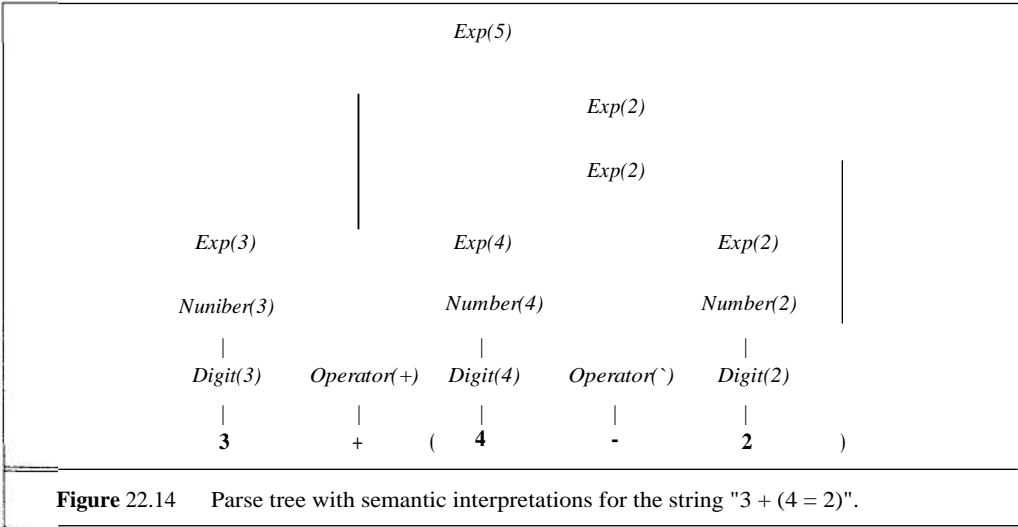 Exp(5)
Exp(2)
Exp(2)
Exp(3) Exp(4) Exp(2)
Nuniber(3) Number(4) Number(2)
Digit(3) Operator(+) Digit(4) Operator(`) Digit(2)
3 + ( 4 - 2 )
Figure 22.14 Parse tree with semantic interpretations for the string "3 + (4 = 2)".